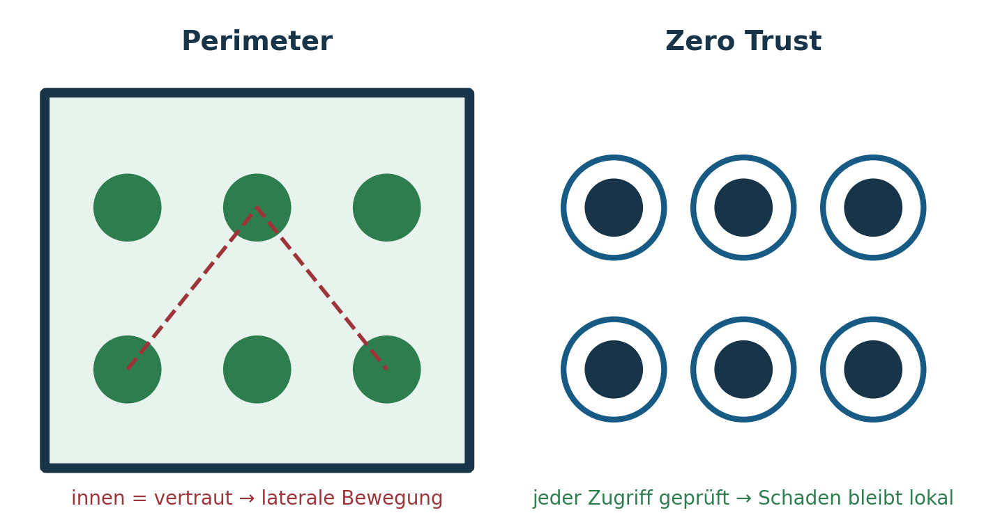 Perimeter
Zero Trust
innen = vertraut → laterale Bewegung
jeder Zugriff geprüft → Schaden bleibt lokal